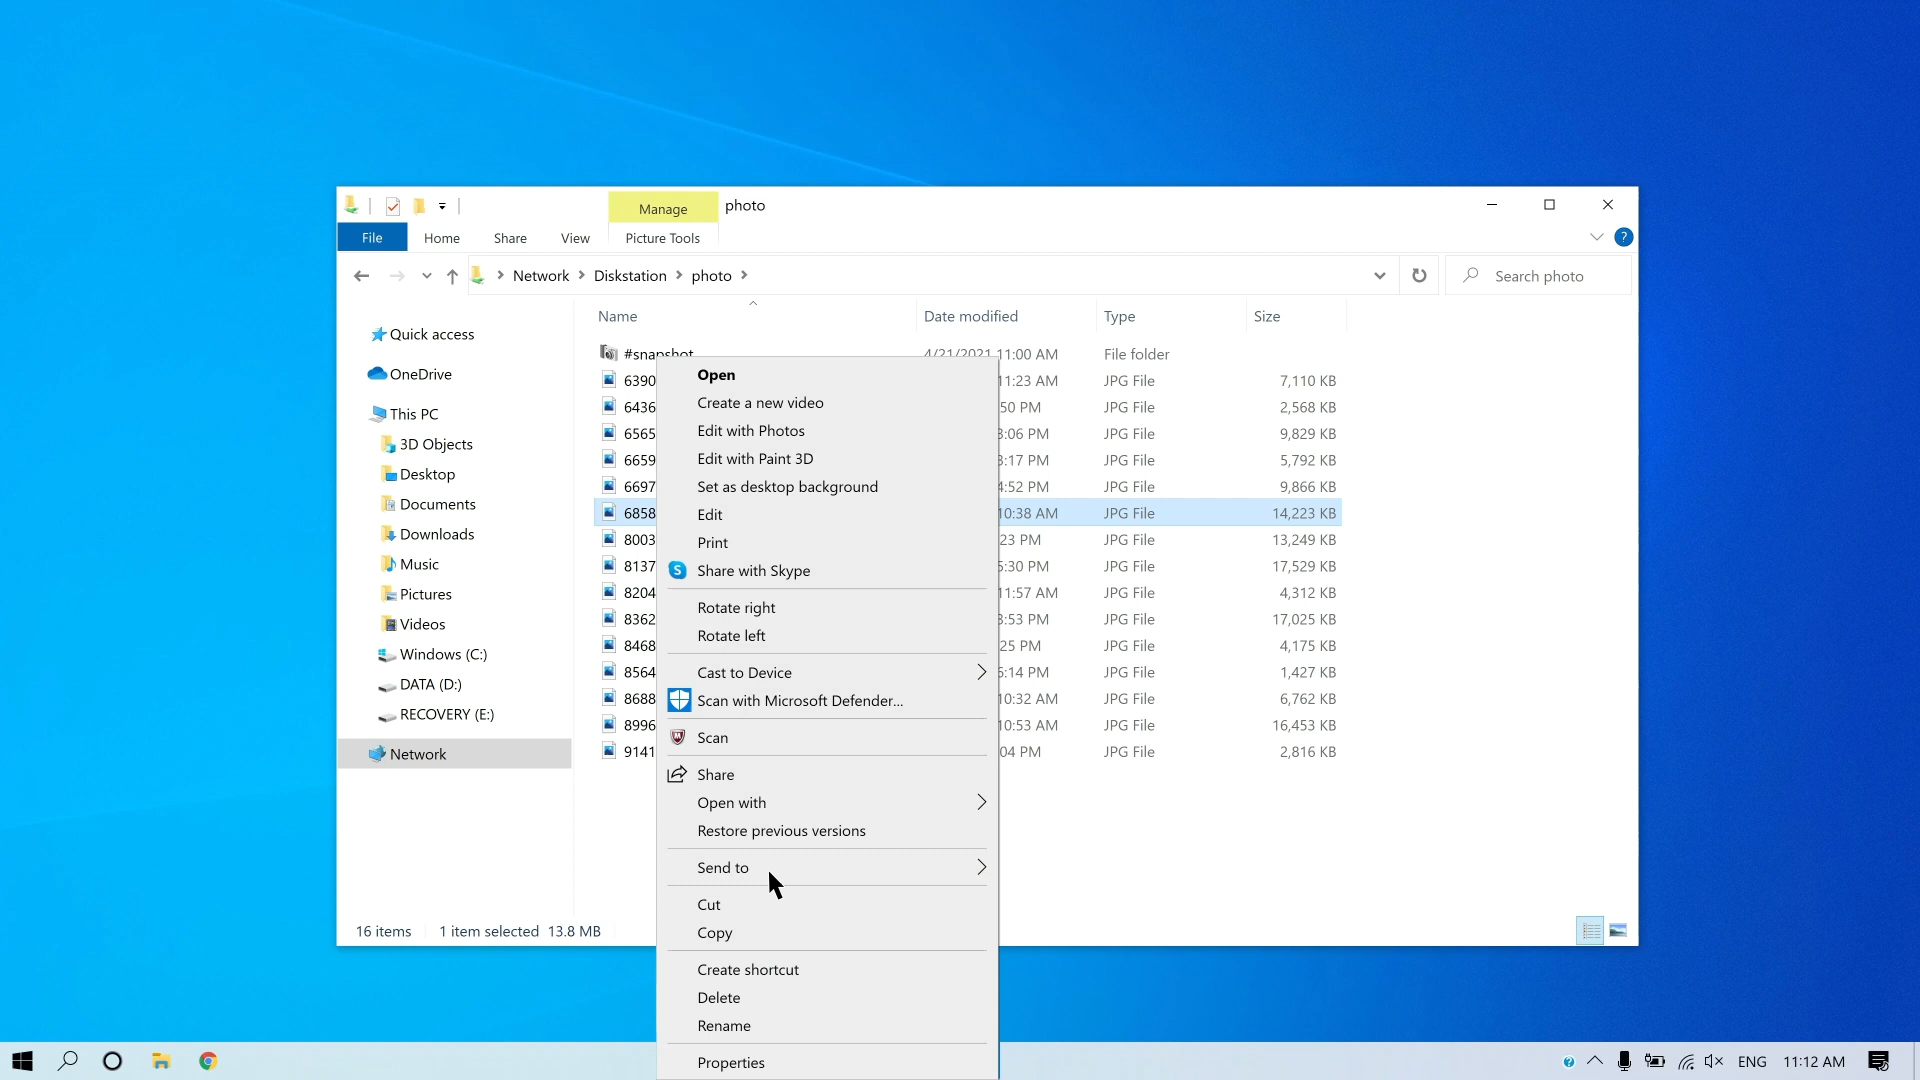 Manage photo
File Home Share View Picture Tools ?
Network Diskstation photo Search photo
Name Date modified Type Size
Quick access
OneDrive
This PC
3D Objects
Desktop
Documents
Downloads
Music
Pictures
Videos
Windows (C:)
DATA (D:)
RECOVERY (E:)
Network
#snapshot 4/21/2021 11:00 AM File folder
6390 11:23 AM JPG File 7,110 KB
6436 50 PM JPG File 2,568 KB
6565 3:06 PM JPG File 9,829 KB
6659 3:17 PM JPG File 5,792 KB
6697 4:52 PM JPG File 9,866 KB
6858 10:38 AM JPG File 14,223 KB
8003 23 PM JPG File 13,249 KB
8137 5:30 PM JPG File 17,529 KB
8204 11:57 AM JPG File 4,312 KB
8362 3:53 PM JPG File 17,025 KB
8468 25 PM JPG File 4,175 KB
8564 5:14 PM JPG File 1,427 KB
8688 10:32 AM JPG File 6,762 KB
8996 10:53 AM JPG File 16,453 KB
9141 04 PM JPG File 2,816 KB
Open
Create a new video
Edit with Photos
Edit with Paint 3D
Set as desktop background
Edit
Print
Share with Skype
Rotate right
Rotate left
Cast to Device
Scan with Microsoft Defender...
Scan
Share
Open with
Restore previous versions
Send to
Cut
Copy
Create shortcut
Delete
Rename
Properties
16 items 1 item selected 13.8 MB
ENG 11:12 AM